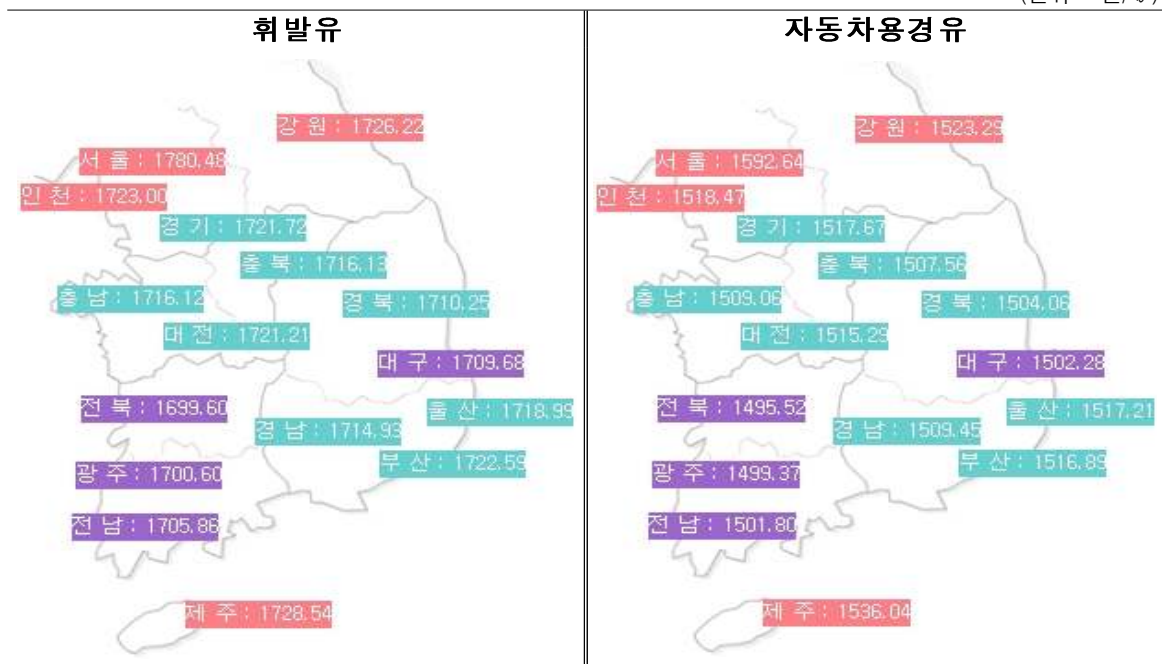 휘발유
강 원 : 1726.22
서 울 : 1780.48
인 천 : 1723.00
경 기 : 1721.72
충 북 : 1716.13
충 남 : 1716.12
경 북 : 1710.25
대 전 : 1721.21
대 구 : 1709.68
전 북 : 1699.60
울 산 : 1718.99
경 남 : 1714.93
부 산 : 1722.59
광 주 : 1700.60
전 남 : 1705.86
제 주 : 1728.54
자동차용경유
강 원 : 1523.29
서 울 : 1592.64
인 천 : 1518.47
경 기 : 1517.67
충 북 : 1507.56
충 남 : 1509.06
경 북 : 1504.06
대 전 : 1515.29
대 구 : 1502.28
전 북 : 1495.52
울 산 : 1517.21
경 남 : 1509.45
부 산 : 1516.89
광 주 : 1499.37
전 남 : 1501.80
제 주 : 1536.04